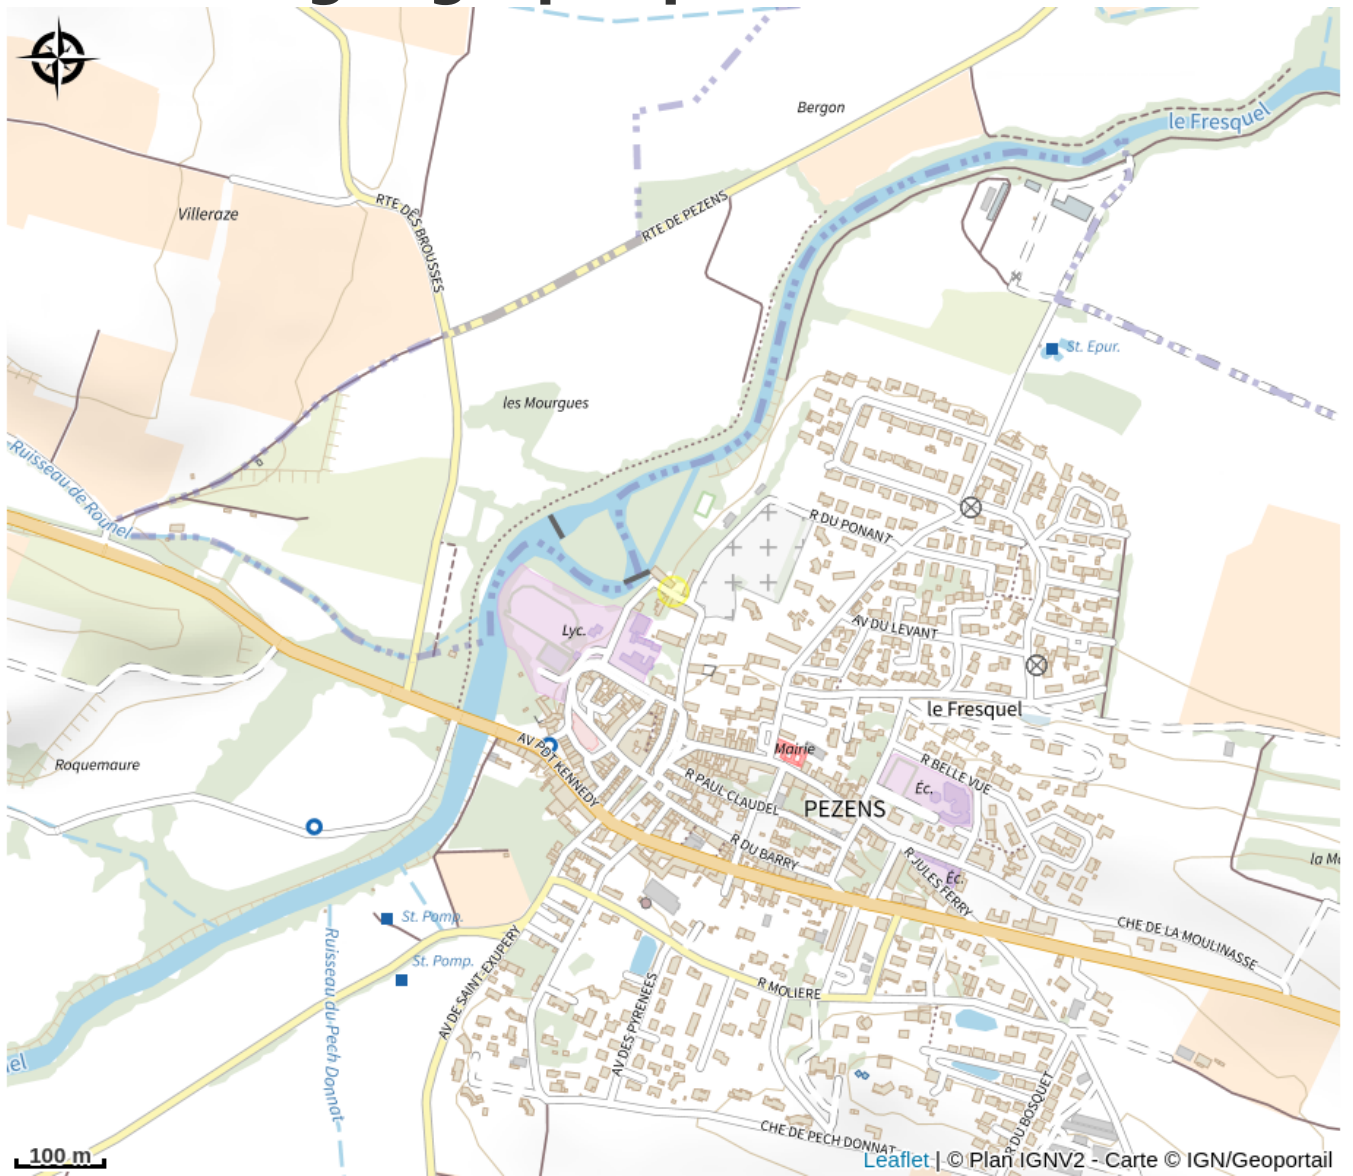 Bergon
le Fresquel
Villeraze
RTE DES BROUSSES
RTE DE PEZENS
St. Epur.
les Mourgues
Ruisseau de Rounel
R DU PONANT
Lyc.
AV DU LEVANT
le Fresquel
Mairie
AV PDT KENNEDY
Roquemaure
R BELLE VUE
R PAUL CLAUDEL
Éc.
PEZENS
R DU BARRY
R JULES FERRY
Éc.
St. Pomp.
CHE DE LA MOULINASSE
St. Pomp.
Ruisseau du Pech Donnat
AV DE SAINT-EXUPERY
R MOLIERE
AV DES PYRENEES
R DU BOSQUET
CHE DE PECH DONNAT
100 m
Leaflet | © Plan IGNV2 - Carte © IGN/Geoportail